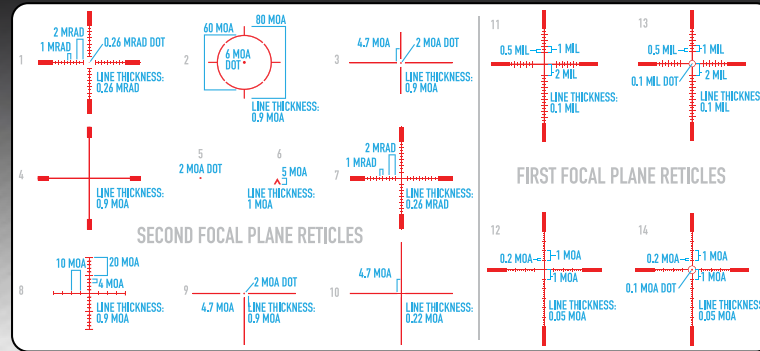 1
2 MRAD
1 MRAD
0.26 MRAD DOT
LINE THICKNESS:
0.26 MRAD
2
60 MOA
80 MOA
6 MOA
DOT
LINE THICKNESS:
0.9 MOA
3
4.7 MOA
2 MOA DOT
LINE THICKNESS:
0.9 MOA
4
LINE THICKNESS:
0.9 MOA
5
2 MOA DOT
6
5 MOA
LINE THICKNESS:
1 MOA
7
2 MRAD
1 MRAD
LINE THICKNESS:
0.26 MRAD
SECOND FOCAL PLANE RETICLES
8
10 MOA
20 MOA
4 MOA
LINE THICKNESS:
0.9 MOA
9
2 MOA DOT
4.7 MOA
LINE THICKNESS:
0.9 MOA
10
4.7 MOA
LINE THICKNESS:
0.22 MOA
11
0.5 MIL
1 MIL
2 MIL
LINE THICKNESS:
0.1 MIL
13
0.5 MIL
1 MIL
0.1 MIL DOT
2 MIL
LINE THICKNESS:
0.1 MIL
FIRST FOCAL PLANE RETICLES
12
0.2 MOA
1 MOA
1 MOA
LINE THICKNESS:
0.05 MOA
14
0.2 MOA
1 MOA
1 MOA
0.1 MOA DOT
LINE THICKNESS:
0.05 MOA